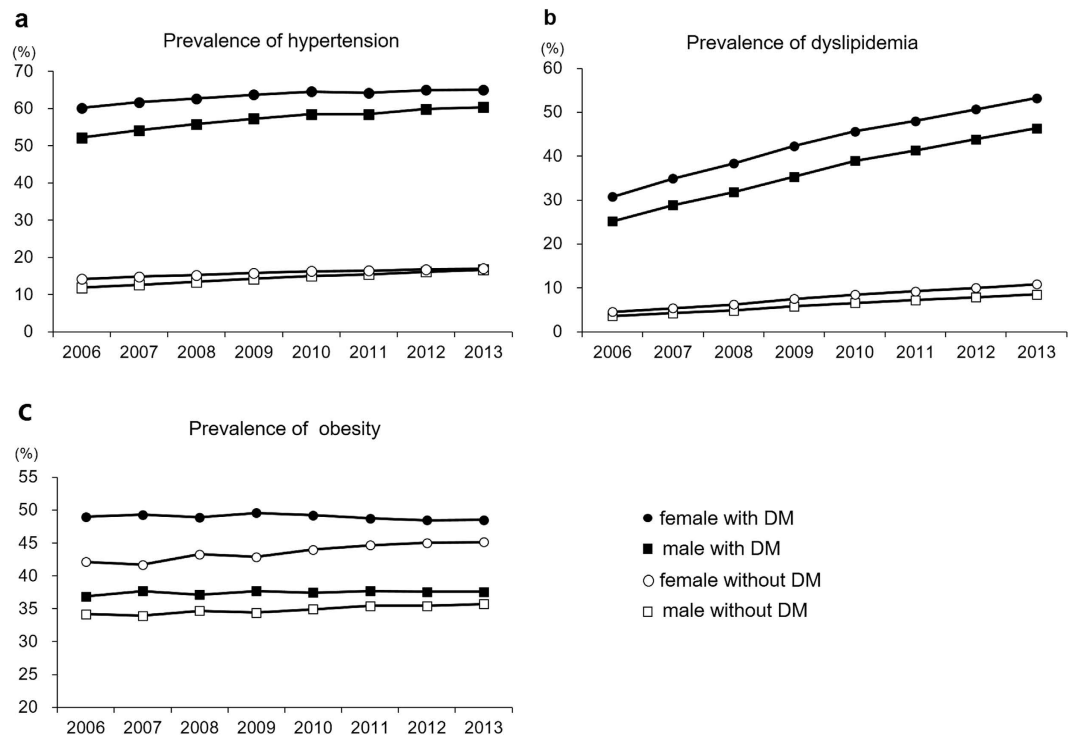 a
Prevalence of hypertension
(%)
70
60
50
40
30
20
10
0
2006 2007 2008 2009 2010 2011 2012 2013
b
Prevalence of dyslipidemia
(%)
60
50
40
30
20
10
0
2006 2007 2008 2009 2010 2011 2012 2013
c
Prevalence of obesity
(%)
55
50
45
40
35
30
25
20
2006 2007 2008 2009 2010 2011 2012 2013
female with DM
male with DM
female without DM
male without DM